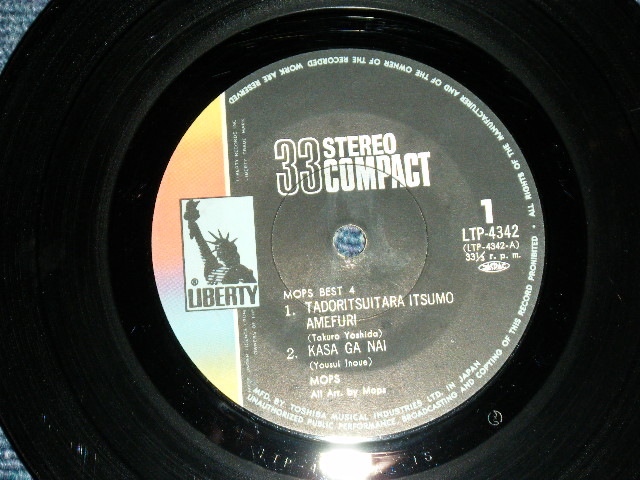 33 STEREO COMPACT
1
LTP-4342
(LTP-4342-A)
33⅓ r. p. m.
® LIBERTY
MOPS BEST 4
1. TADORITSUITARA ITSUMO
AMEFURI
(Takuro Yoshida)
2. KASA GA NAI
(Yousui Inoue)
MOPS
All Arr. by Mops
MFD. BY TOSHIBA MUSICAL INDUSTRIES LTD. IN JAPAN
ALL RIGHTS OF THE MANUFACTURER AND OF THE OWNER OF THE RECORDED WORK ARE RESERVED
UNAUTHORIZED PUBLIC PERFORMANCE, BROADCASTING AND COPYING OF THIS RECORD PROHIBITED